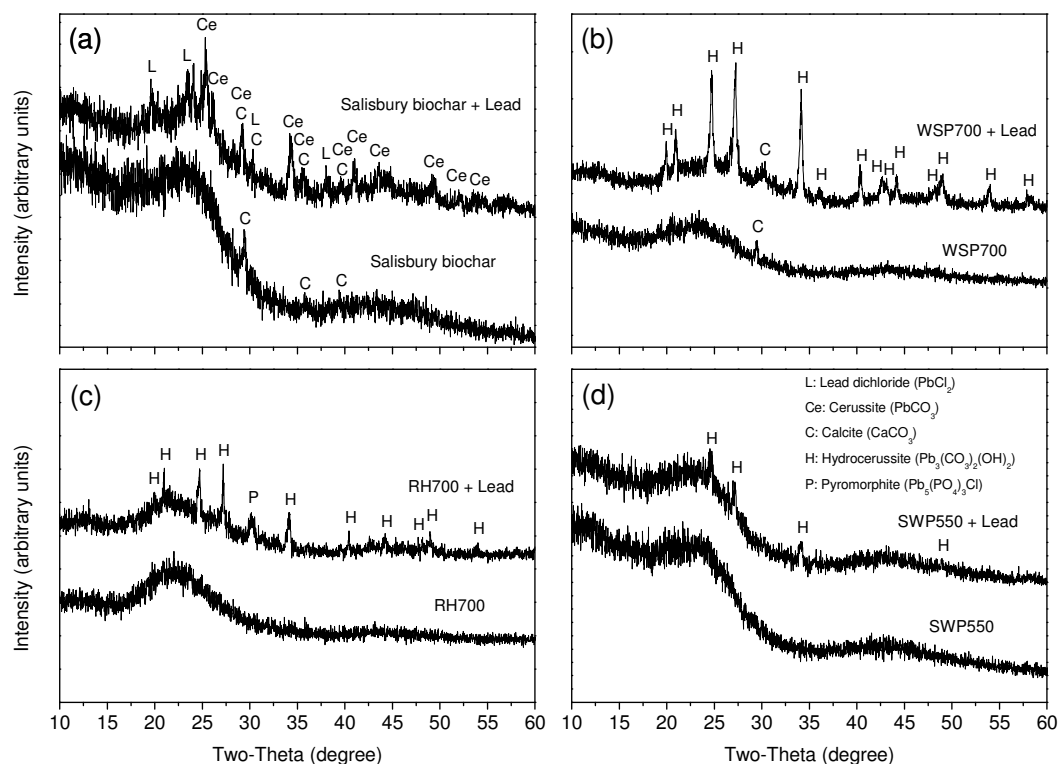 (a)
Ce
L
L
Ce
Ce
C
L
C
Salisbury biochar + Lead
Ce
Ce
C
L
Ce
C
Ce
Ce
Ce
Ce
Ce
C
C
C
Salisbury biochar
Intensity (arbitrary units)
(b)
H
H
H
H
H
WSP700 + Lead
C
H
H
H
H
H
H
H
H
H
C
WSP700
(c)
H
H
H
H
P
H
RH700 + Lead
H
H
H
H
H
RH700
Intensity (arbitrary units)
10 15 20 25 30 35 40 45 50 55 60
Two-Theta (degree)
(d)
L: Lead dichloride (PbCl2)
Ce: Cerussite (PbCO3)
C: Calcite (CaCO3)
H: Hydrocerussite (Pb3(CO3)2(OH)2)
P: Pyromorphite (Pb5(PO4)3Cl)
H
H
H
SWP550 + Lead
H
SWP550
10 15 20 25 30 35 40 45 50 55 60
Two-Theta (degree)